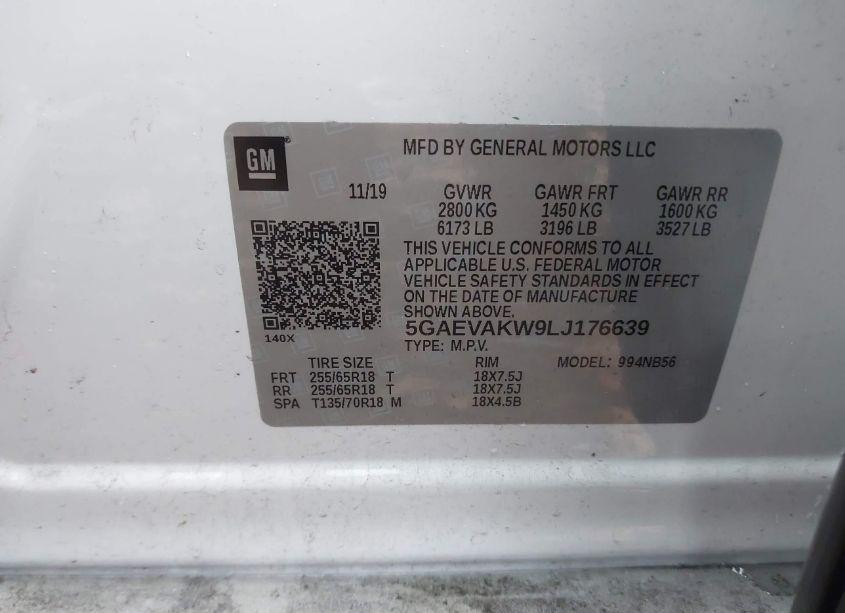 GM
MFD BY GENERAL MOTORS LLC
11/19 GVWR GAWR FRT GAWR RR
2800 KG 1450 KG 1600 KG
6173 LB 3196 LB 3527 LB
THIS VEHICLE CONFORMS TO ALL
APPLICABLE U.S. FEDERAL MOTOR
VEHICLE SAFETY STANDARDS IN EFFECT
ON THE DATE OF MANUFACTURE
SHOWN ABOVE.
5GAEVAKW9LJ176639
140X
TYPE: M.P.V.
TIRE SIZE RIM MODEL: 994NB56
FRT 255/65R18 T 18X7.5J
RR 255/65R18 T 18X7.5J
SPA T135/70R18 M 18X4.5B